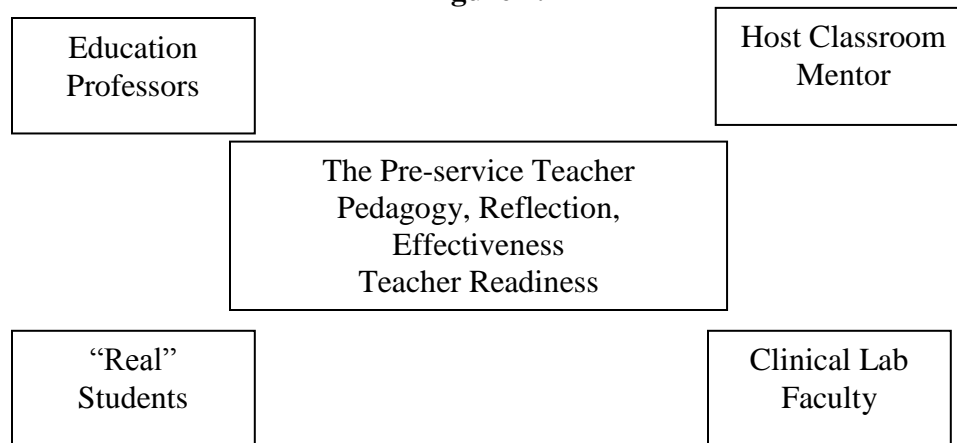 Education
Professors
Host Classroom
Mentor
The Pre-service Teacher
Pedagogy, Reflection,
Effectiveness
Teacher Readiness
“Real”
Students
Clinical Lab
Faculty